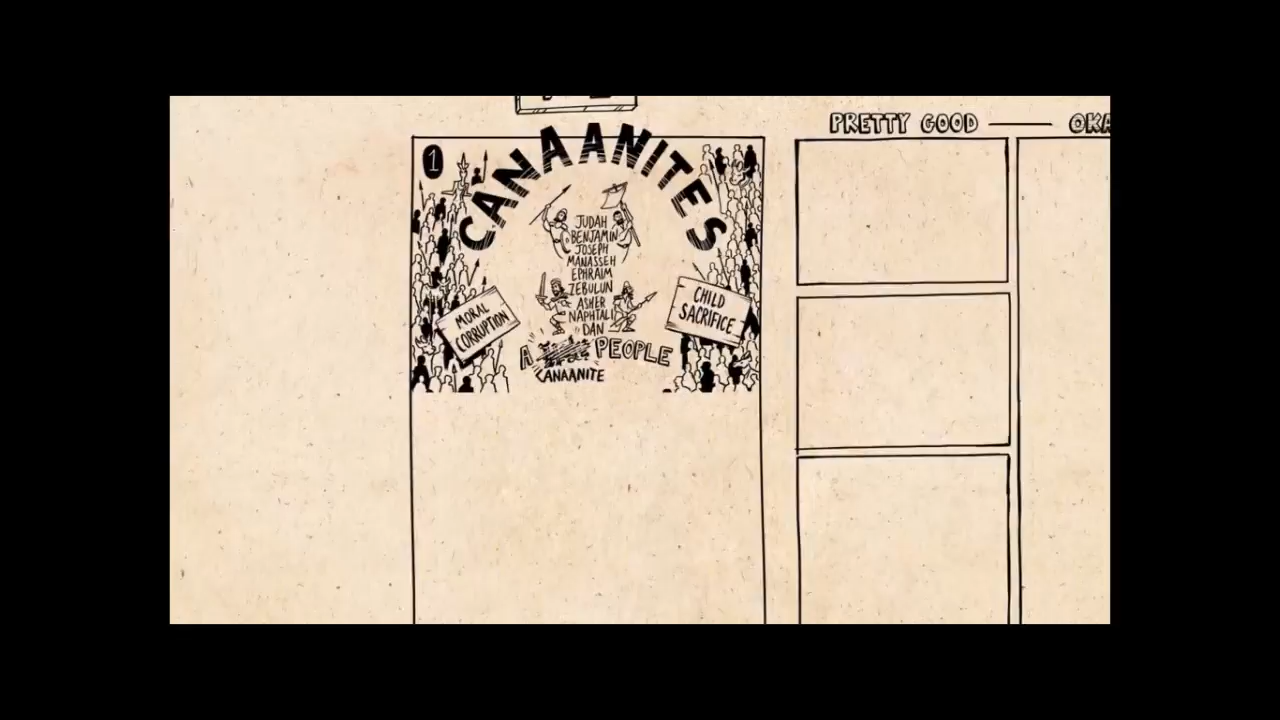 PRETTY GOOD
CANAANITES
1
JUDAH
BENJAMIN
JOSEPH
MANASSEH
EPHRAIM
ZEBULUN
ASHER
NAPHTALI
DAN
MORAL
CORRUPTION
CHILD
SACRIFICE
A PEOPLE
CANAANITE